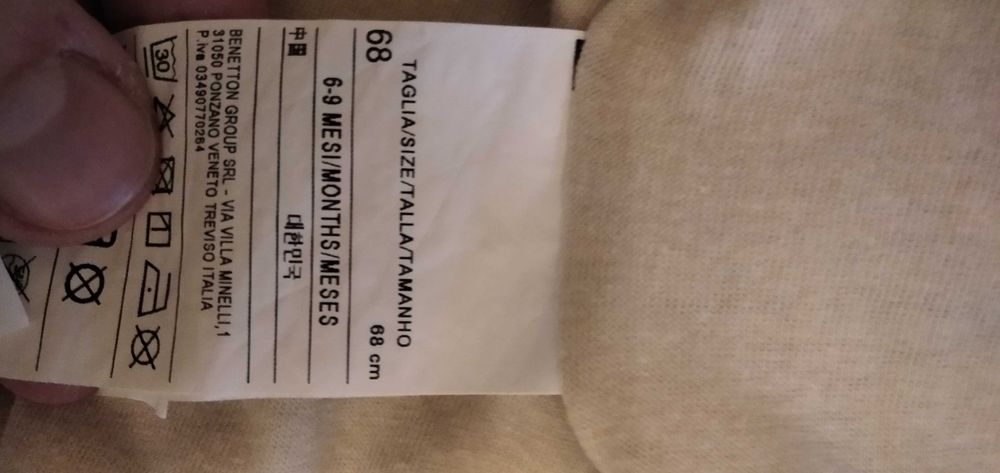 TAGLIA/SIZE/TALLA/TAMANHO
68 68 cm
6-9 MESI/MONTHS/MESES
中国 대한민국
BENETTON GROUP SRL - VIA VILLA MINELLI,1
31050 PONZANO VENETO TREVISO ITALIA
P.iva 03490770264
30